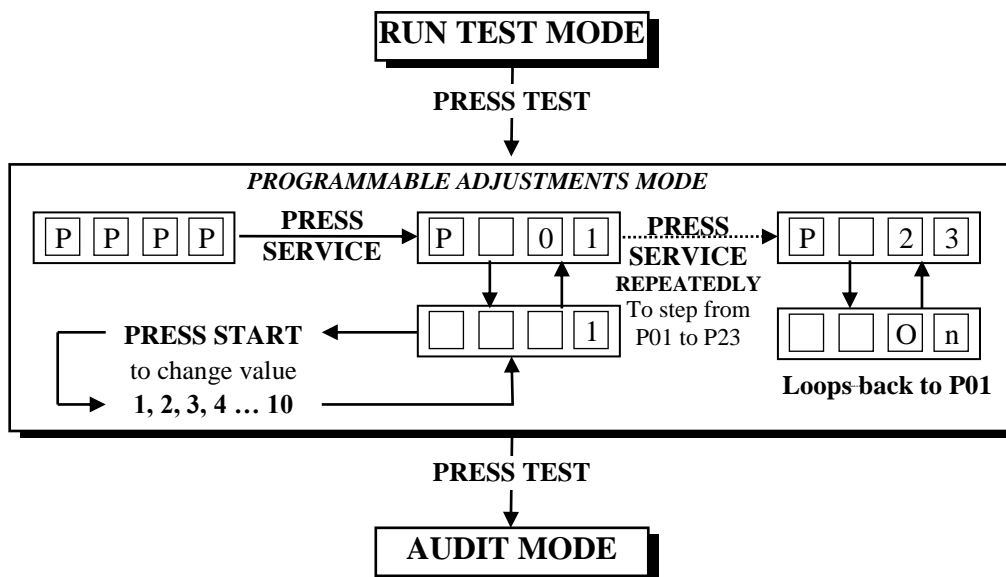 RUN TEST MODE
PRESS TEST
PROGRAMMABLE ADJUSTMENTS MODE
P P P P
PRESS
SERVICE
P 0 1
PRESS
SERVICE
REPEATEDLY
To step from
P01 to P23
P 2 3
1
O n
PRESS START
to change value
1, 2, 3, 4 … 10
Loops back to P01
PRESS TEST
AUDIT MODE